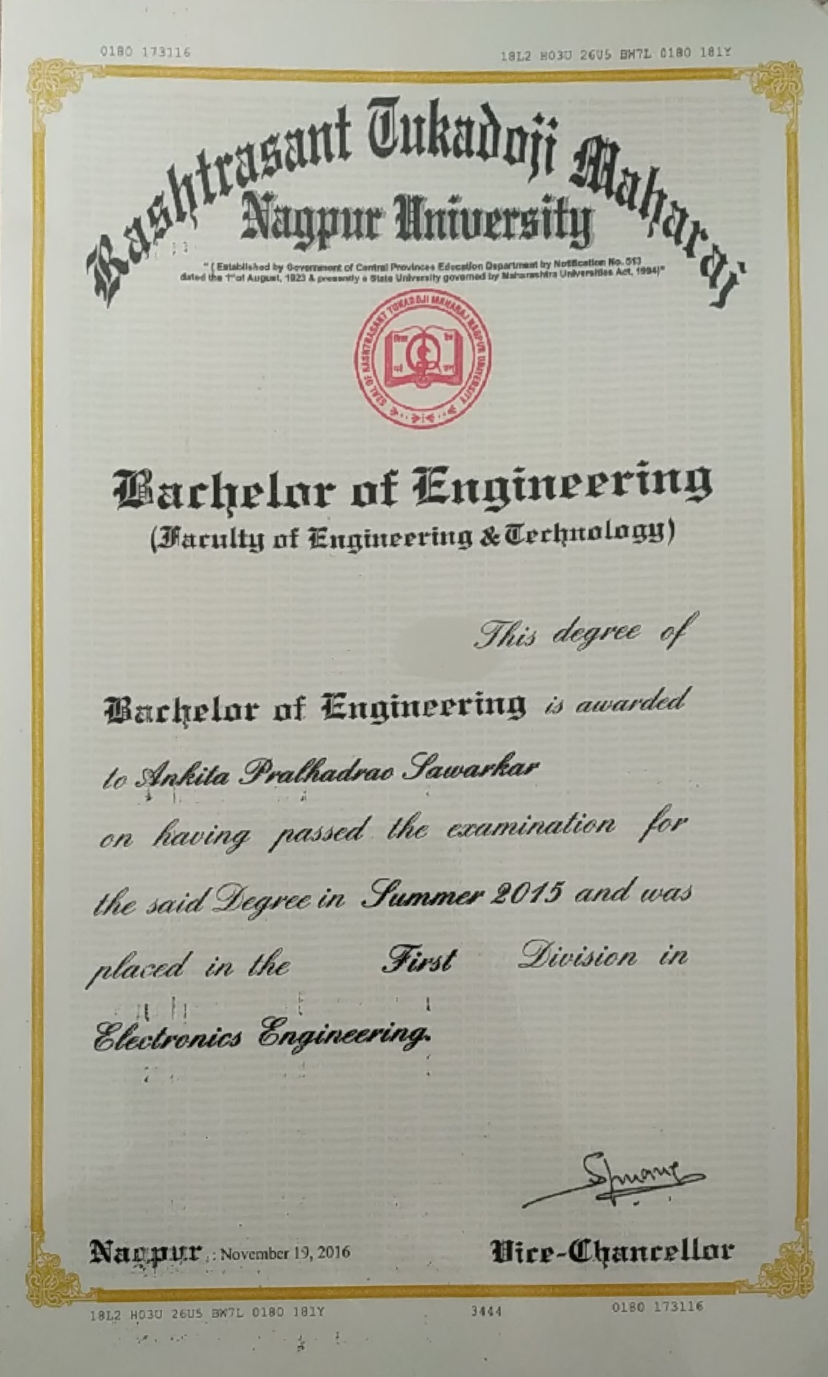 0180 173116
18L2 H03U 26U5 BW7L 0180 181Y
Rashtrasant Tukadoji Maharaj
Nagpur University
"( Established by Government of Central Provinces Education Department by Notification No. 513
dated the 1st of August, 1923 & presently a State University governed by Maharashtra Universities Act, 1994)"
SEAL OF RASHTRASANT TUKADOJI MAHARAJ NAGPUR UNIVERSITY
Bachelor of Engineering
(Faculty of Engineering & Technology)
This degree of
Bachelor of Engineering is awarded
to Ankita Pralhadrao Sawarkar
on having passed the examination for
the said Degree in Summer 2015 and was
placed in the First Division in
Electronics Engineering.
Nagpur : November 19, 2016
Vice-Chancellor
18L2 H03U 26U5 BW7L 0180 181Y
3444
0180 173116